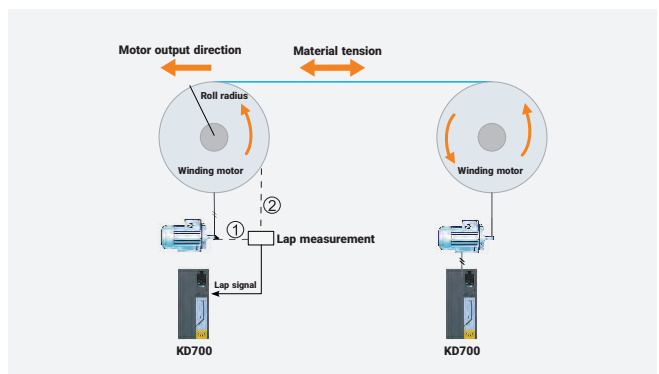 Motor output direction
Material tension
Roll radius
Winding motor
Winding motor
②
①
Lap measurement
Lap signal
KD700
KD700